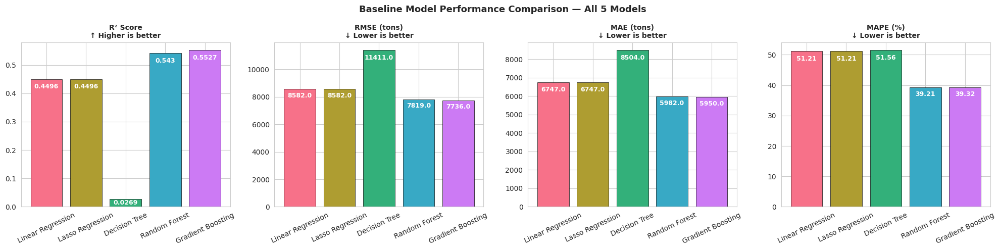 Baseline Model Performance Comparison — All 5 Models
R² Score
↑ Higher is better
0.5
0.4
0.3
0.2
0.1
0.0
0.4496
0.4496
0.0269
0.543
0.5527
Linear Regression
Lasso Regression
Decision Tree
Random Forest
Gradient Boosting
RMSE (tons)
↓ Lower is better
10000
8000
6000
4000
2000
0
8582.0
8582.0
11411.0
7819.0
7736.0
Linear Regression
Lasso Regression
Decision Tree
Random Forest
Gradient Boosting
MAE (tons)
↓ Lower is better
8000
7000
6000
5000
4000
3000
2000
1000
0
6747.0
6747.0
8504.0
5982.0
5950.0
Linear Regression
Lasso Regression
Decision Tree
Random Forest
Gradient Boosting
MAPE (%)
↓ Lower is better
50
40
30
20
10
0
51.21
51.21
51.56
39.21
39.32
Linear Regression
Lasso Regression
Decision Tree
Random Forest
Gradient Boosting